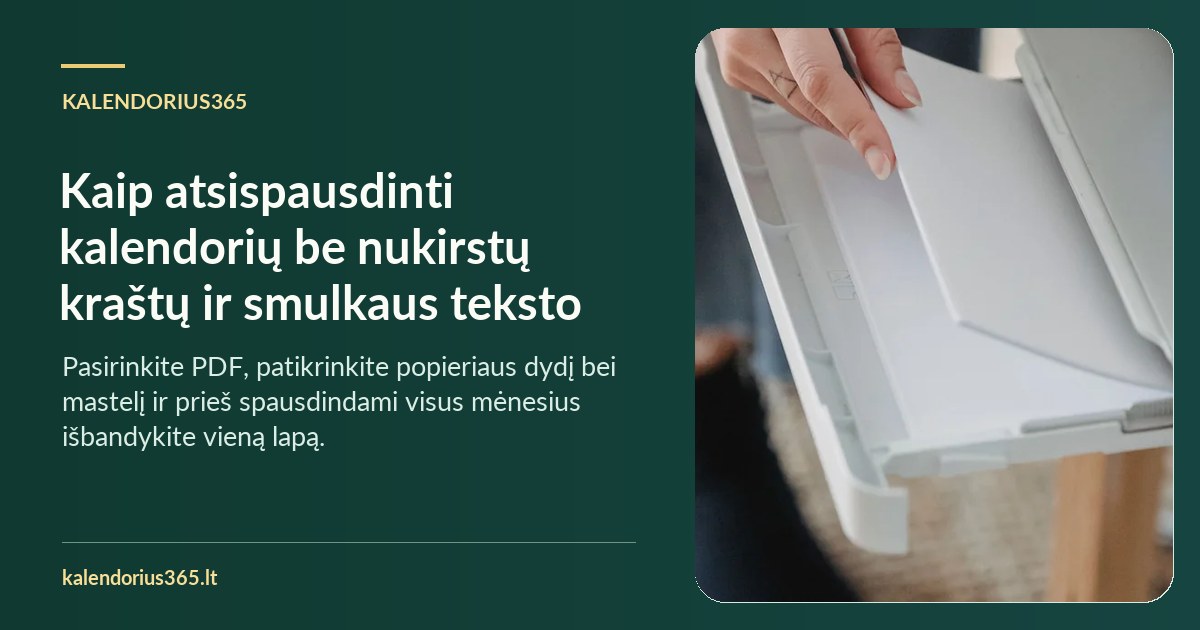 KALENDORIUS365
Kaip atsispausdinti
kalendorių be nukirstų
kraštų ir smulkaus teksto
Pasirinkite PDF, patikrinkite popieriaus dydį bei
mastelį ir prieš spausdindami visus mėnesius
išbandykite vieną lapą.
kalendorius365.lt